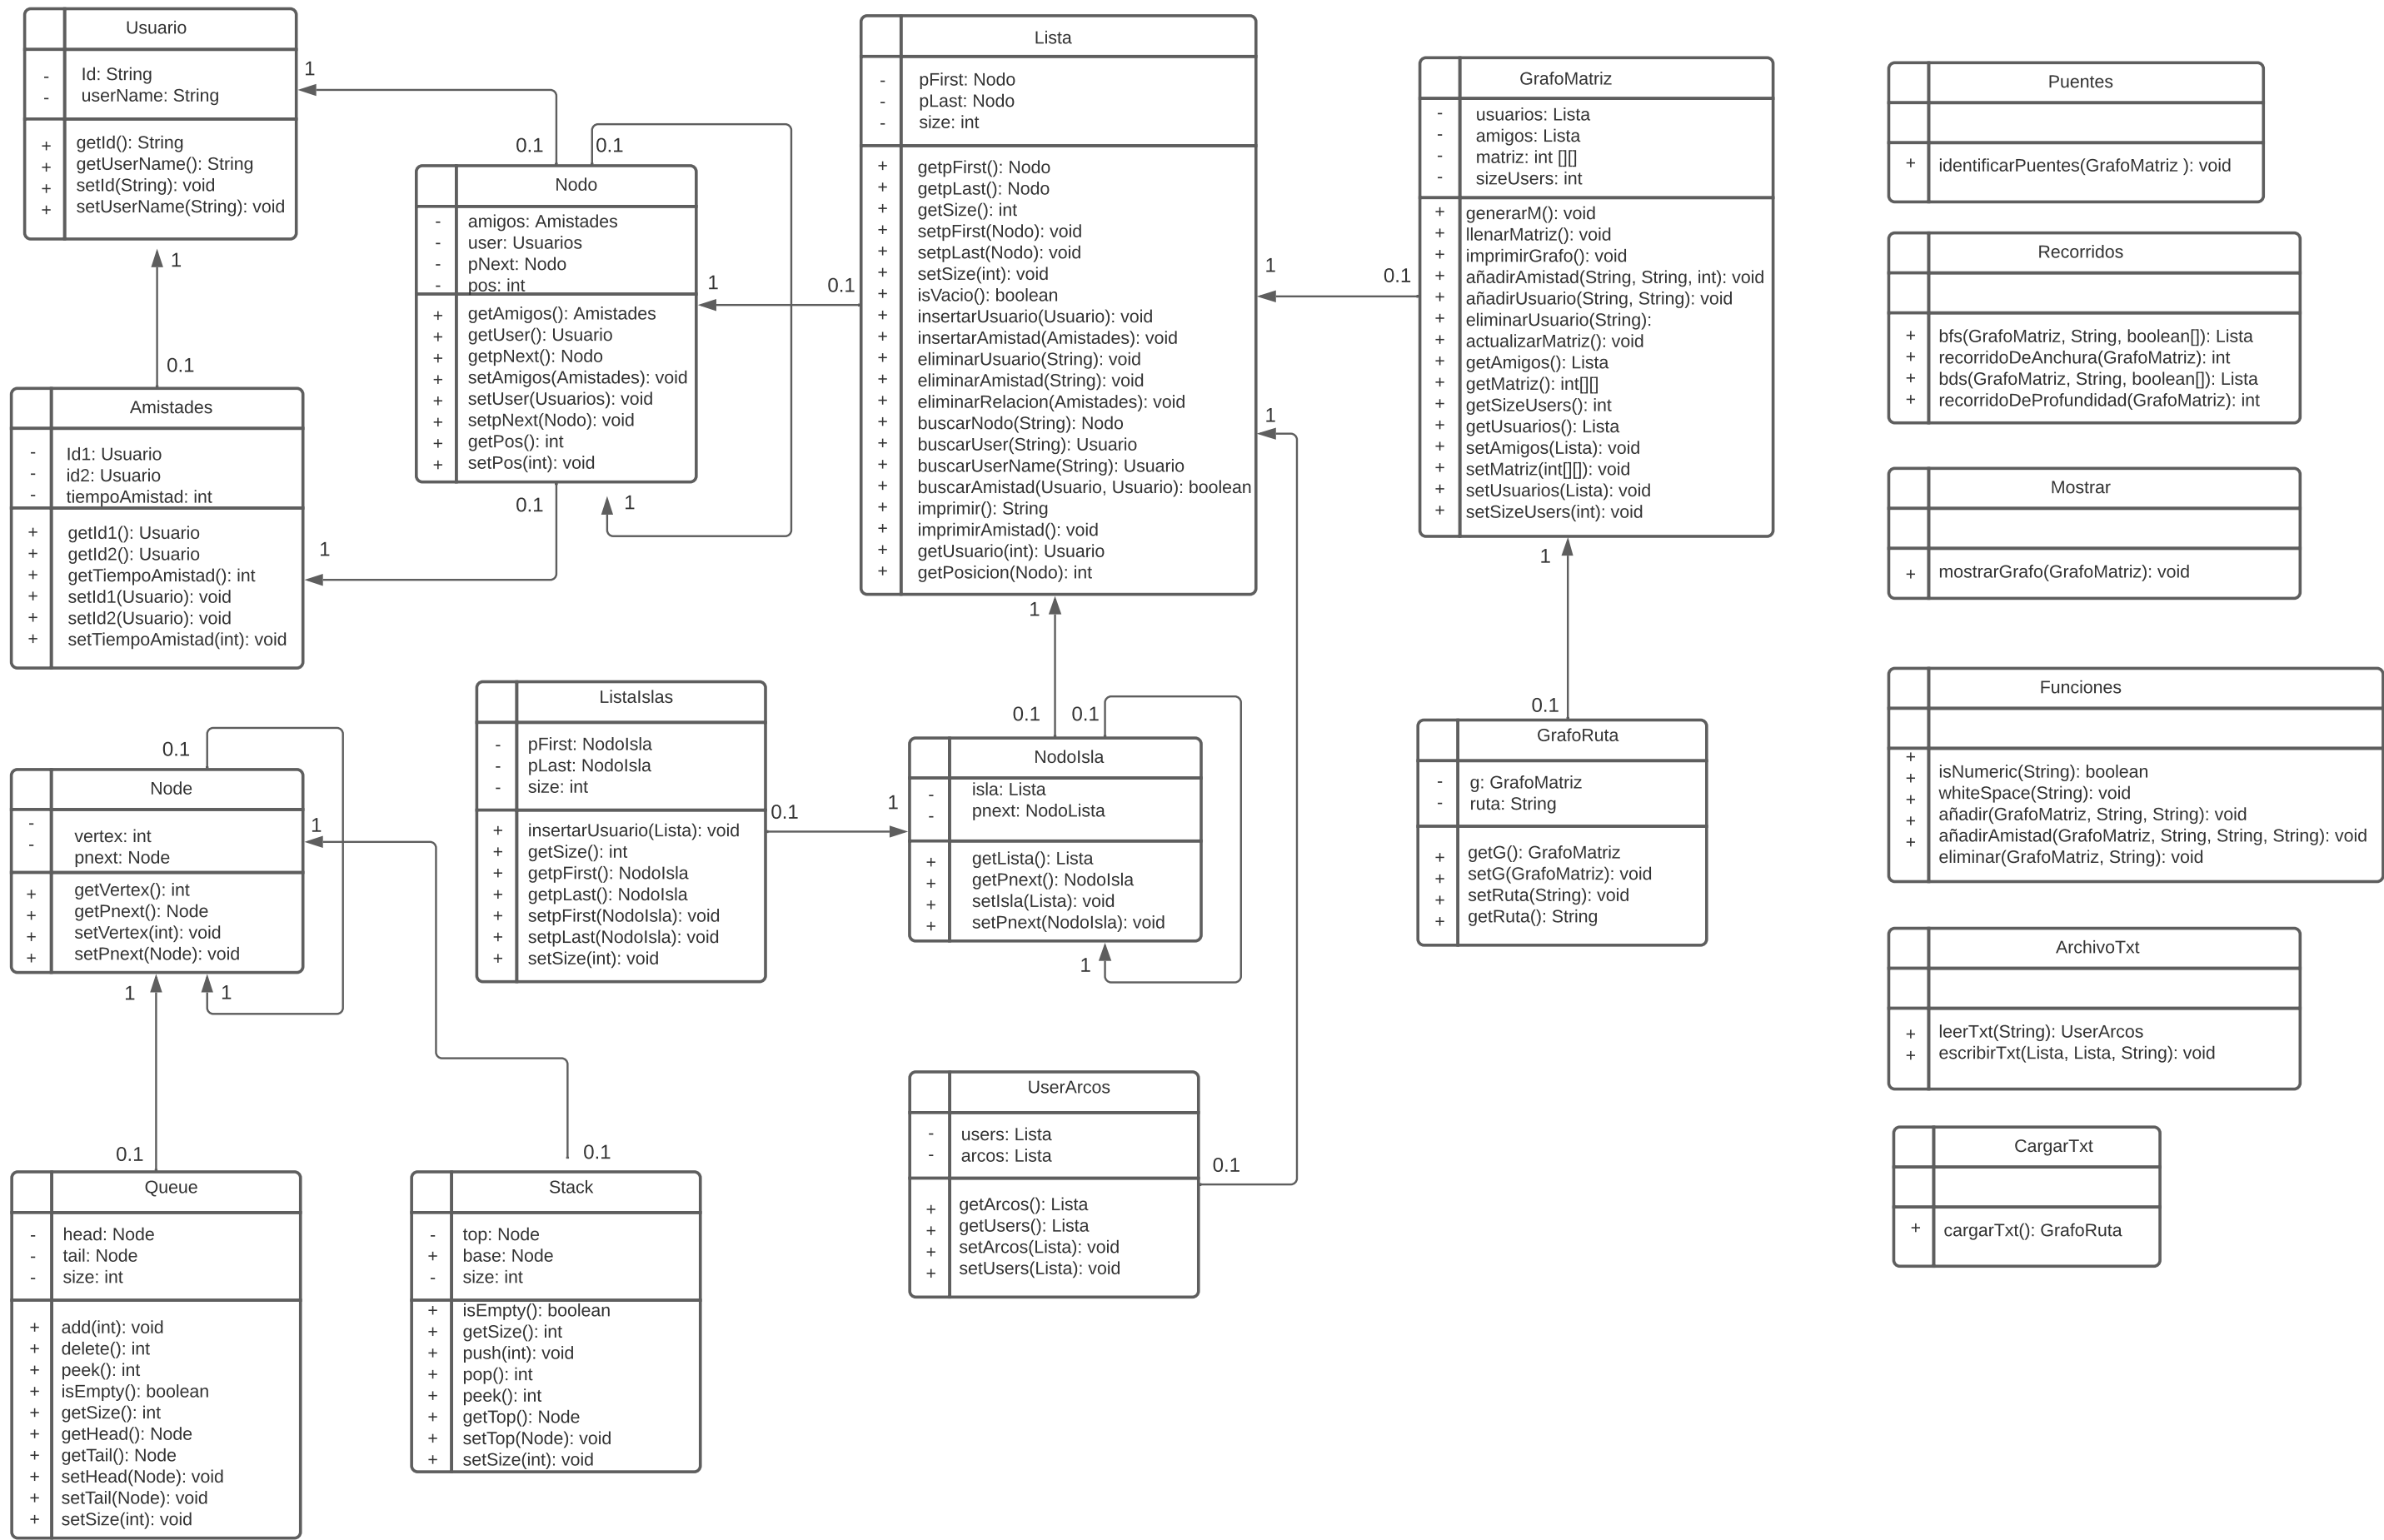 Usuario
- Id: String
- userName: String
+ getId(): String
+ getUserName(): String
+ setId(String): void
+ setUserName(String): void
1
0.1
0.1
1
0.1
Nodo
- amigos: Amistades
- user: Usuarios
- pNext: Nodo
- pos: int
+ getAmigos(): Amistades
+ getUser(): Usuario
+ getpNext(): Nodo
+ setAmigos(Amistades): void
+ setUser(Usuarios): void
+ setpNext(Nodo): void
+ getPos(): int
+ setPos(int): void
1
0.1
0.1
1
1
Amistades
- Id1: Usuario
- id2: Usuario
- tiempoAmistad: int
+ getId1(): Usuario
+ getId2(): Usuario
+ getTiempoAmistad(): int
+ setId1(Usuario): void
+ setId2(Usuario): void
+ setTiempoAmistad(int): void
Lista
- pFirst: Nodo
- pLast: Nodo
- size: int
+ getpFirst(): Nodo
+ getpLast(): Nodo
+ getSize(): int
+ setpFirst(Nodo): void
+ setpLast(Nodo): void
+ setSize(int): void
+ isVacio(): boolean
+ insertarUsuario(Usuario): void
+ insertarAmistad(Amistades): void
+ eliminarUsuario(String): void
+ eliminarAmistad(String): void
+ eliminarRelacion(Amistades): void
+ buscarNodo(String): Nodo
+ buscarUser(String): Usuario
+ buscarUserName(String): Usuario
+ buscarAmistad(Usuario, Usuario): boolean
+ imprimir(): String
+ imprimirAmistad(): void
+ getUsuario(int): Usuario
+ getPosicion(Nodo): int
1
0.1
1
1
GrafoMatriz
- usuarios: Lista
- amigos: Lista
- matriz: int [][]
- sizeUsers: int
+ generarM(): void
+ llenarMatriz(): void
+ imprimirGrafo(): void
+ añadirAmistad(String, String, int): void
+ añadirUsuario(String, String): void
+ eliminarUsuario(String):
+ actualizarMatriz(): void
+ getAmigos(): Lista
+ getMatriz(): int[][]
+ getSizeUsers(): int
+ getUsuarios(): Lista
+ setAmigos(Lista): void
+ setMatriz(int[][]): void
+ setUsuarios(Lista): void
+ setSizeUsers(int): void
1
0.1
Puentes
+ identificarPuentes(GrafoMatriz ): void
Recorridos
+ bfs(GrafoMatriz, String, boolean[]): Lista
+ recorridoDeAnchura(GrafoMatriz): int
+ bds(GrafoMatriz, String, boolean[]): Lista
+ recorridoDeProfundidad(GrafoMatriz): int
Mostrar
+ mostrarGrafo(GrafoMatriz): void
0.1
Node
-
- vertex: int
pnext: Node
+ getVertex(): int
+ getPnext(): Node
+ setVertex(int): void
+ setPnext(Node): void
1
1
1
0.1
ListaIslas
- pFirst: NodoIsla
- pLast: NodoIsla
- size: int
+ insertarUsuario(Lista): void
+ getSize(): int
+ getpFirst(): NodoIsla
+ getpLast(): NodoIsla
+ setpFirst(NodoIsla): void
+ setpLast(NodoIsla): void
+ setSize(int): void
0.1
1
0.1
0.1
NodoIsla
- isla: Lista
- pnext: NodoLista
+ getLista(): Lista
+ getPnext(): NodoIsla
+ setIsla(Lista): void
+ setPnext(NodoIsla): void
1
GrafoRuta
- g: GrafoMatriz
- ruta: String
+ getG(): GrafoMatriz
+ setG(GrafoMatriz): void
+ setRuta(String): void
+ getRuta(): String
Funciones
+
+ isNumeric(String): boolean
+ whiteSpace(String): void
+ añadir(GrafoMatriz, String, String): void
+ añadirAmistad(GrafoMatriz, String, String, String): void
eliminar(GrafoMatriz, String): void
ArchivoTxt
+ leerTxt(String): UserArcos
+ escribirTxt(Lista, Lista, String): void
CargarTxt
+ cargarTxt(): GrafoRuta
Queue
- head: Node
- tail: Node
- size: int
+ add(int): void
+ delete(): int
+ peek(): int
+ isEmpty(): boolean
+ getSize(): int
+ getHead(): Node
+ getTail(): Node
+ setHead(Node): void
+ setTail(Node): void
+ setSize(int): void
0.1
Stack
- top: Node
+ base: Node
- size: int
+ isEmpty(): boolean
+ getSize(): int
+ push(int): void
+ pop(): int
+ peek(): int
+ getTop(): Node
+ setTop(Node): void
+ setSize(int): void
UserArcos
- users: Lista
- arcos: Lista
+ getArcos(): Lista
+ getUsers(): Lista
+ setArcos(Lista): void
+ setUsers(Lista): void
0.1